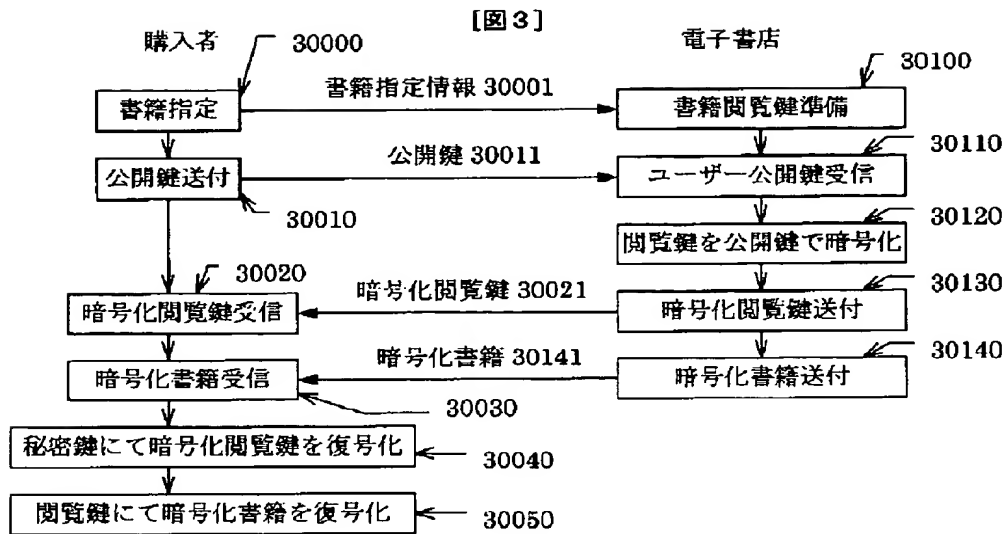 [図3]
購入者 電子書店
30000 30100
書籍指定 書籍指定情報 30001 書籍閲覧鍵準備
30110
公開鍵送付 公開鍵 30011 ユーザー公開鍵受信
30010 30120
閲覧鍵を公開鍵で暗号化
30020 30130
暗号化閲覧鍵受信 暗号化閲覧鍵 30021 暗号化閲覧鍵送付
30140
暗号化書籍受信 暗号化書籍 30141 暗号化書籍送付
30030
秘密鍵にて暗号化閲覧鍵を復号化
30040
閲覧鍵にて暗号化書籍を復号化
30050